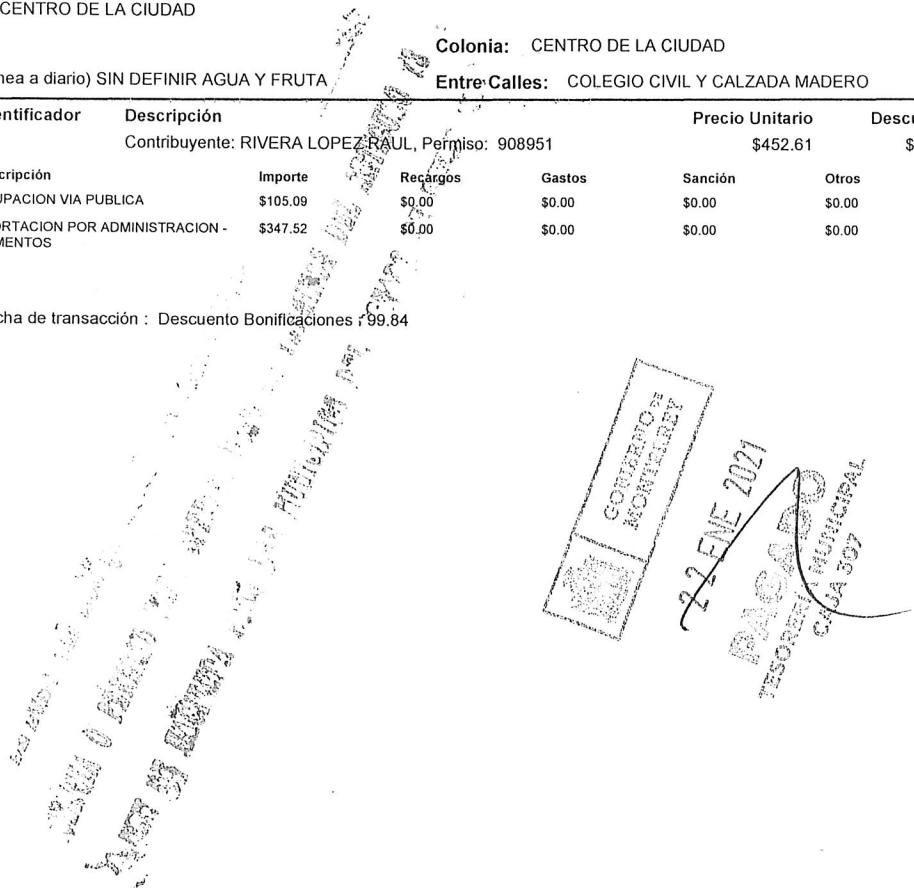 CENTRO DE LA CIUDAD
Colonia: CENTRO DE LA CIUDAD
nea a diario) SIN DEFINIR AGUA Y FRUTA Entre Calles: COLEGIO CIVIL Y CALZADA MADERO
entificador Descripción Precio Unitario Descu
Contribuyente: RIVERA LOPEZ RAUL, Permiso: 908951 $452.61 $
cripción Importe Recargos Gastos Sanción Otros
UPACION VIA PUBLICA $105.09 $0.00 $0.00 $0.00 $0.00
ORTACION POR ADMINISTRACION - $347.52 $0.00 $0.00 $0.00 $0.00
MENTOS
cha de transacción : Descuento Bonificaciones ; 99.84
GOBIERNO DE
MONTERREY
22 ENE 2021
PAGADO
TESORERIA MUNICIPAL
CAJA 307